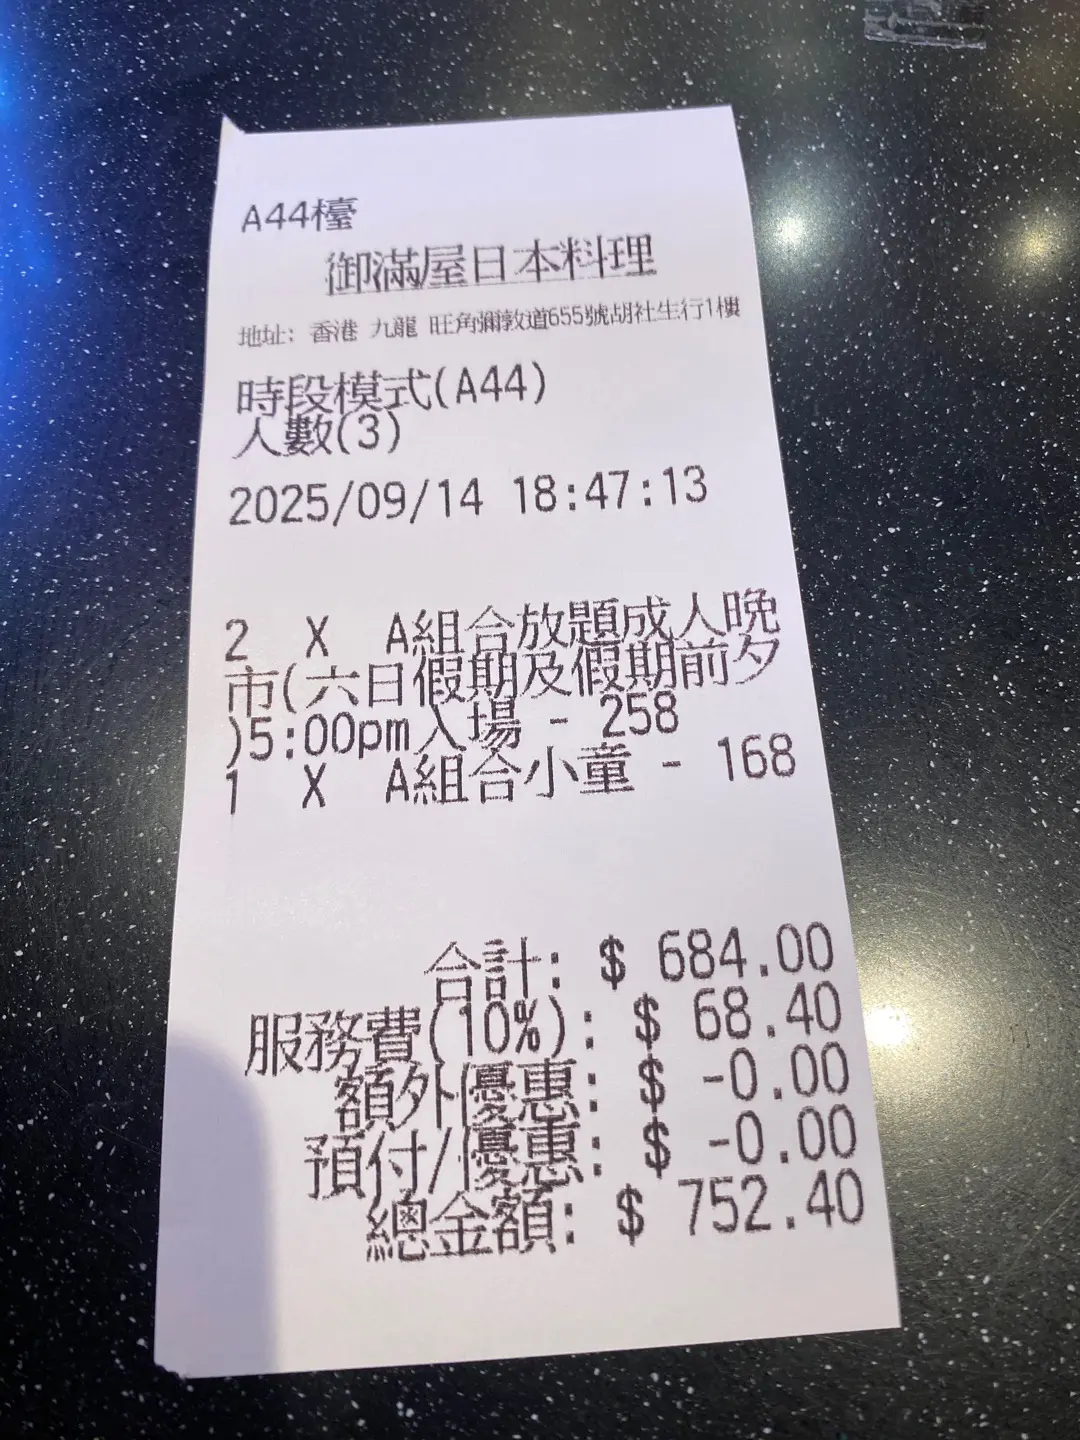 A44檯
御滿屋日本料理
地址: 香港 九龍 旺角彌敦道655號胡社生行1樓
時段模式(A44)
人數(3)
2025/09/14 18:47:13
2 X A組合放題成人晚
市(六日假期及假期前夕
)5:00pm入場 - 258
1 X A組合小童 - 168
合計: $ 684.00
服務費(10%): $ 68.40
額外優惠: $ -0.00
預付/優惠: $ -0.00
總金額: $ 752.40